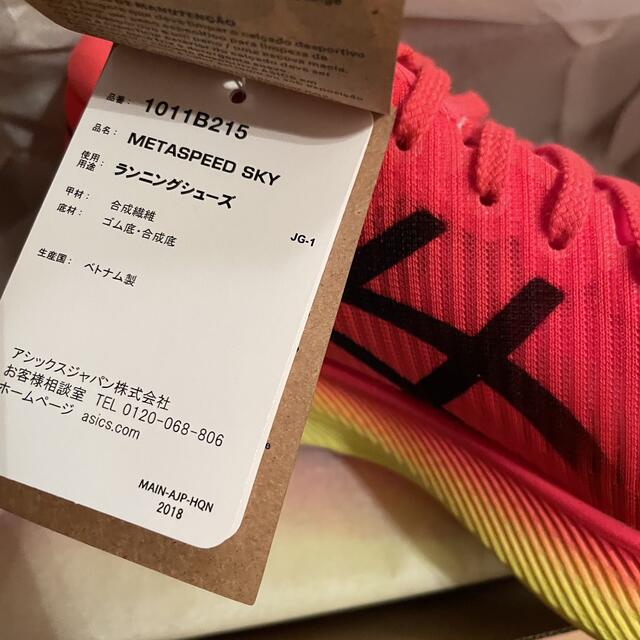 MANUTENÇÃO
品番： 1011B215
品名： METASPEED SKY
使用用途： ランニングシューズ
甲材： 合成繊維
底材： ゴム底・合成底
JG-1
生産国： ベトナム製
アシックスジャパン株式会社
お客様相談室 TEL 0120-068-806
ホームページ asics.com
MAIN-AJP-HQN
2018